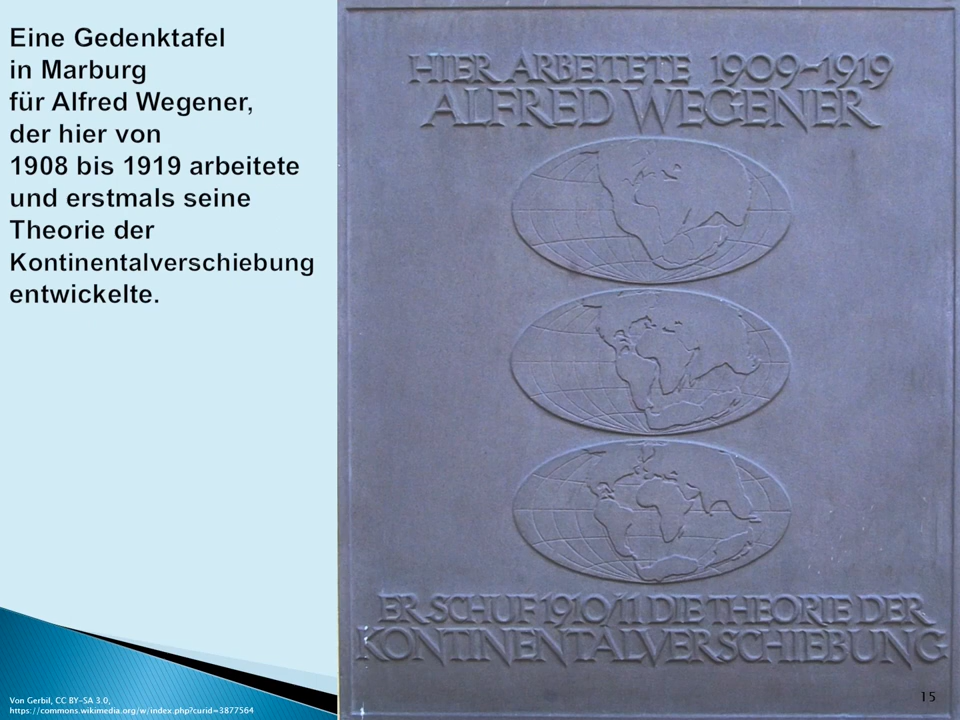 Eine Gedenktafel
in Marburg
für Alfred Wegener,
der hier von
1908 bis 1919 arbeitete
und erstmals seine
Theorie der
Kontinentalverschiebung
entwickelte.
HIER ARBEITETE 1909-1919
ALFRED WEGENER
ER SCHUF 1910/11 DIE THEORIE DER
KONTINENTALVERSCHIEBUNG
Von Gerbil, CC BY-SA 3.0,
https://commons.wikimedia.org/w/index.php?curid=3877564
15